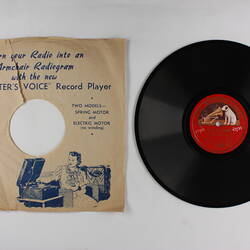 rn your Radio into an
Armchair Radiogram
with the new
TER'S VOICE" Record Player
TWO MODELS—
SPRING MOTOR
and
ELECTRIC MOTOR
(no winding)